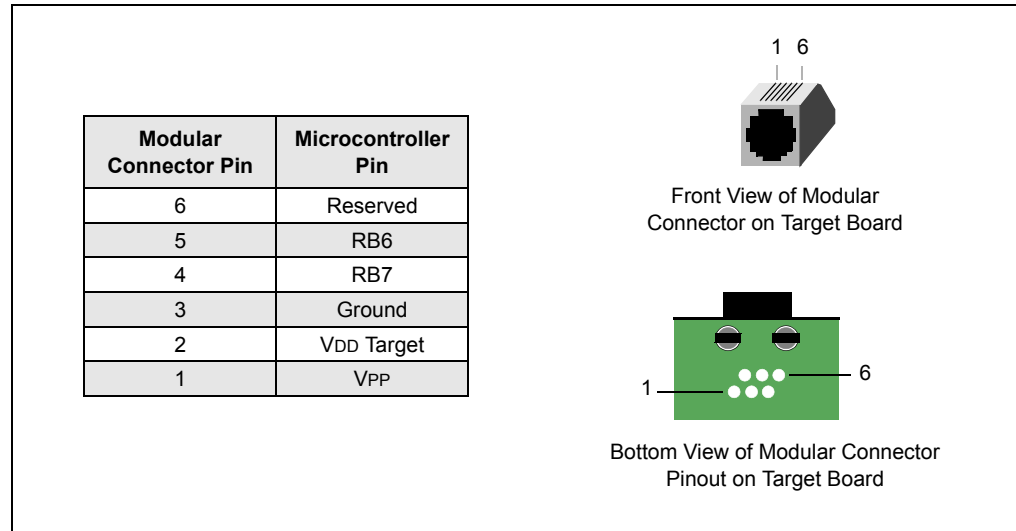 Modular Connector Pin	Microcontroller Pin
6	Reserved
5	RB6
4	RB7
3	Ground
2	VDD Target
1	VPP
1 6
Front View of Modular
Connector on Target Board
6
1
Bottom View of Modular Connector
Pinout on Target Board